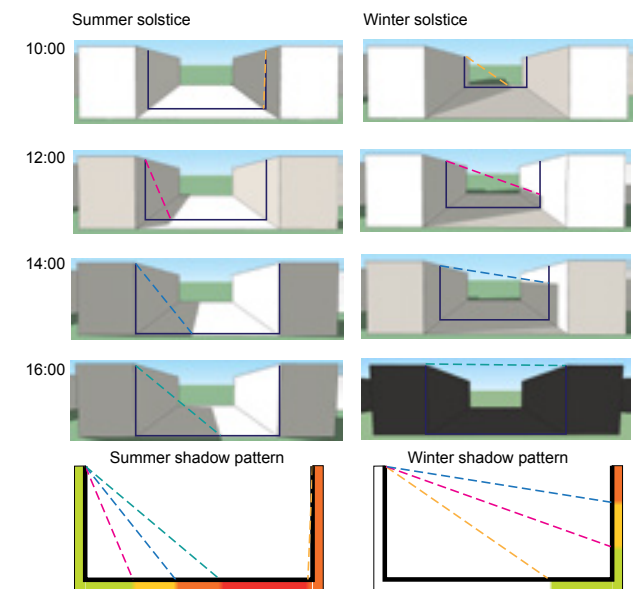 Summer solstice
Winter solstice
10:00
12:00
14:00
16:00
Summer shadow pattern
Winter shadow pattern